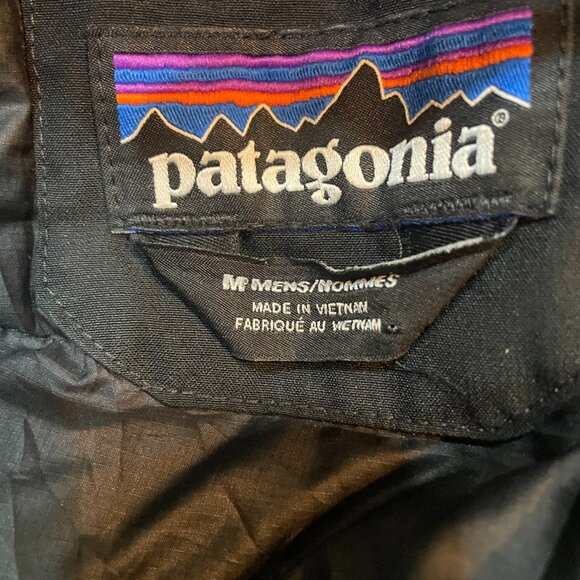 patagonia®
M MENS/HOMMES
MADE IN VIETNAM
FABRIQUÉ AU VIETNAM